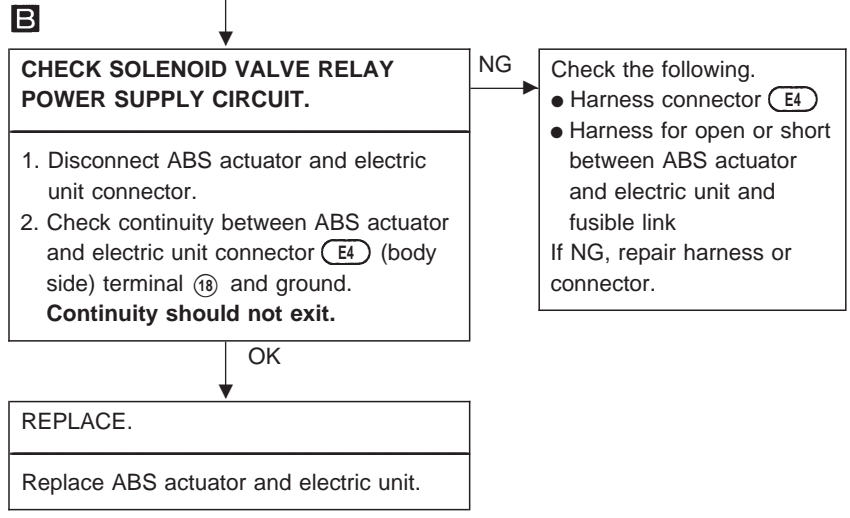 B
CHECK SOLENOID VALVE RELAY
POWER SUPPLY CIRCUIT.
1. Disconnect ABS actuator and electric
unit connector.
2. Check continuity between ABS actuator
and electric unit connector E4 (body
side) terminal ⑱ and ground.
Continuity should not exit.
NG
Check the following.
● Harness connector E4
● Harness for open or short
between ABS actuator
and electric unit and
fusible link
If NG, repair harness or
connector.
OK
REPLACE.
Replace ABS actuator and electric unit.